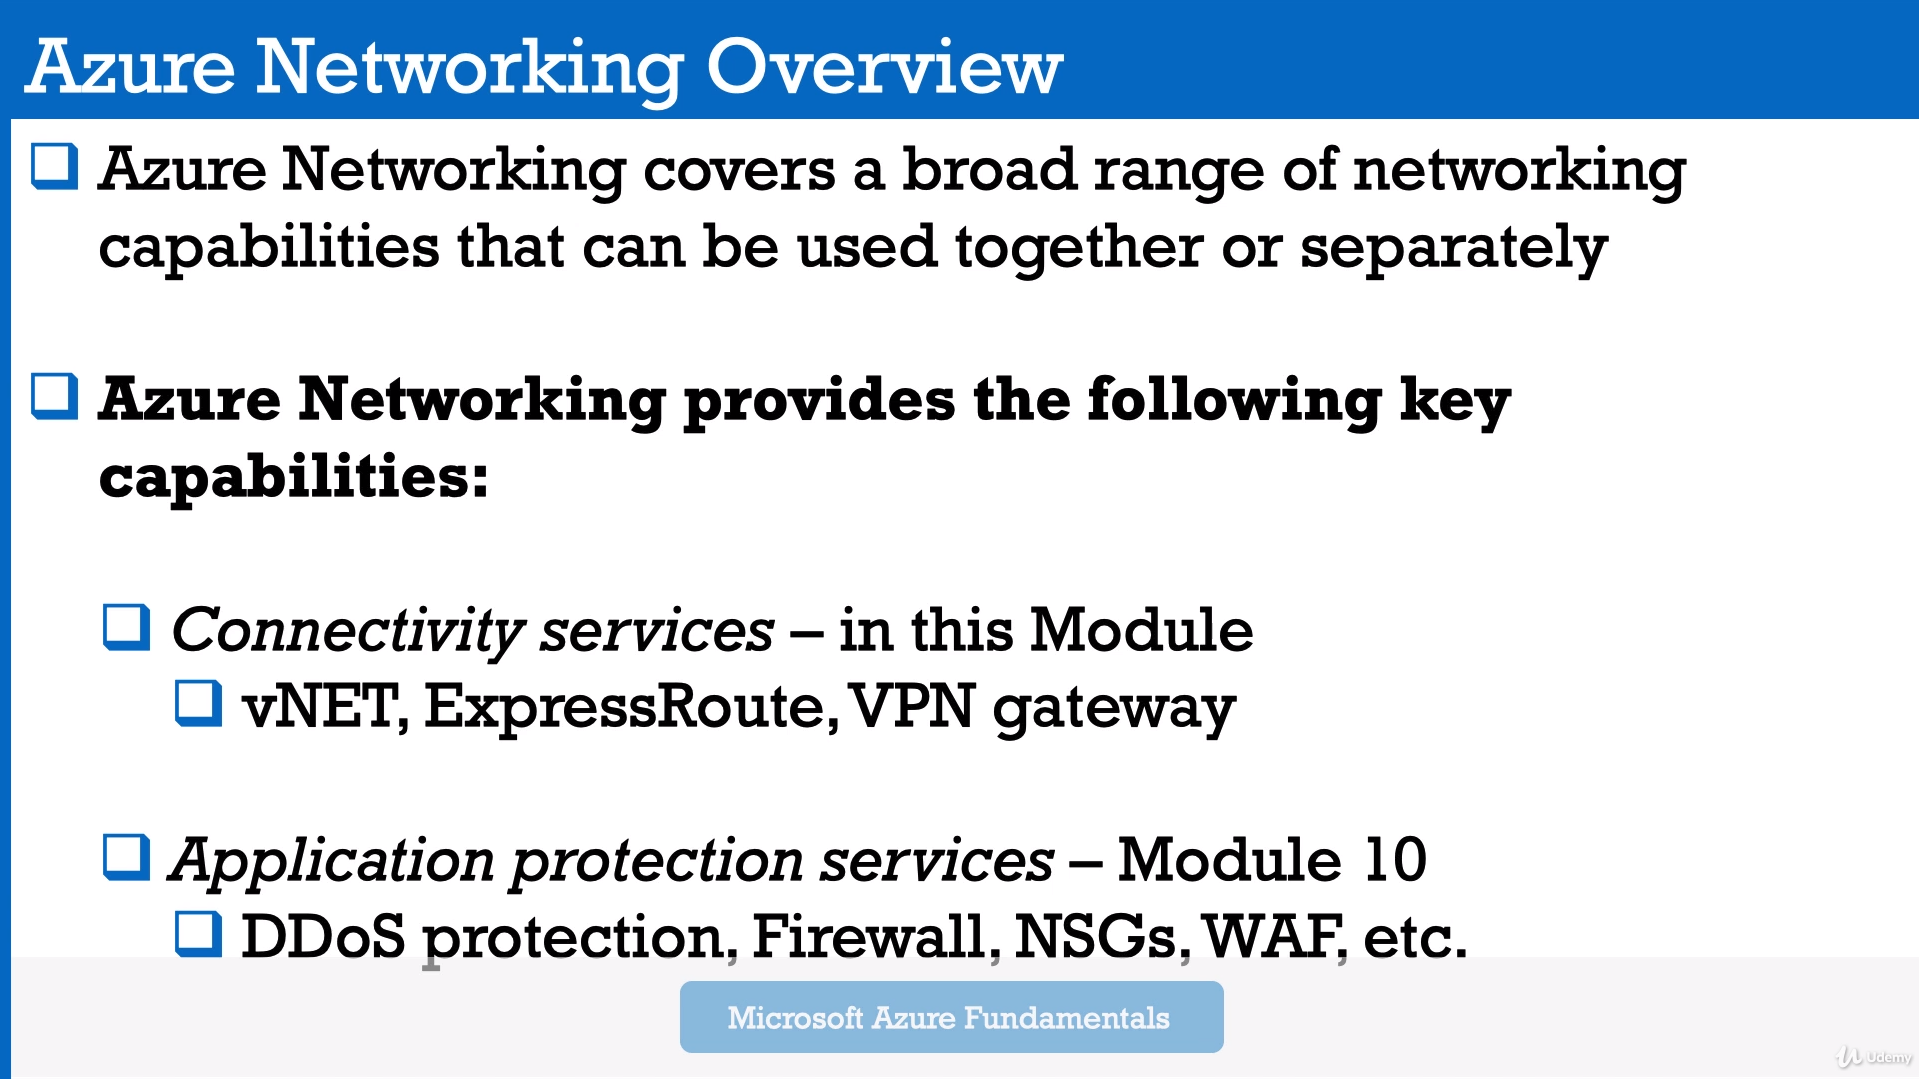 Azure Networking Overview
Azure Networking covers a broad range of networking
capabilities that can be used together or separately
Azure Networking provides the following key
capabilities:
Connectivity services – in this Module
vNET, ExpressRoute, VPN gateway
Application protection services – Module 10
DDoS protection, Firewall, NSGs, WAF, etc.
Microsoft Azure Fundamentals
Udemy